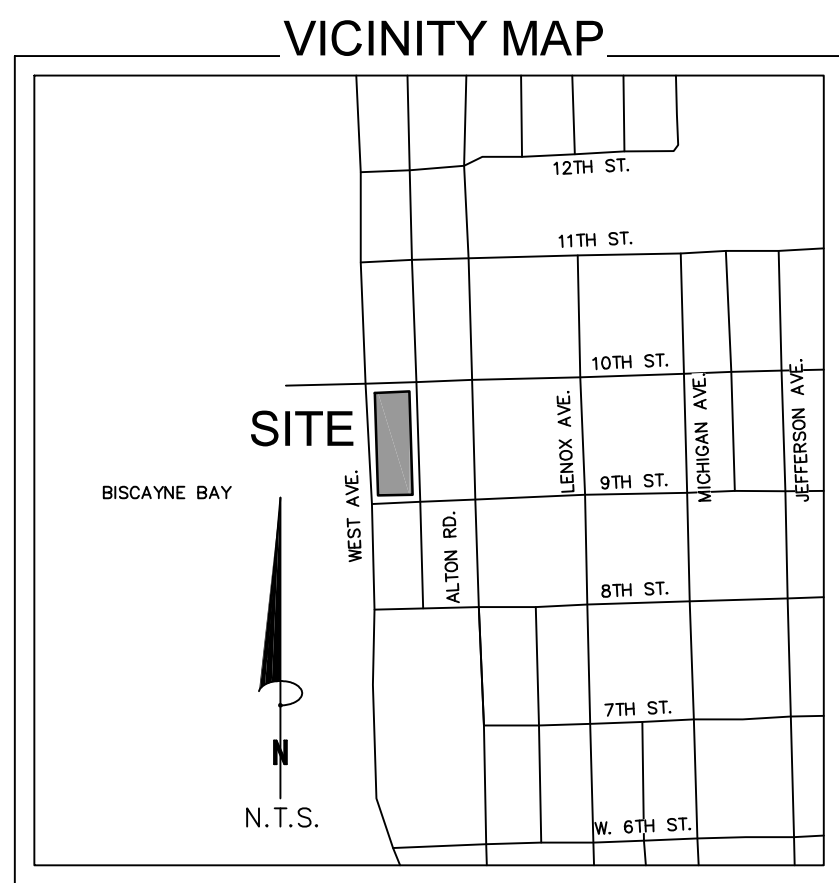 VICINITY MAP
12TH ST.
11TH ST.
10TH ST.
SITE
LENOX AVE.
MICHIGAN AVE.
JEFFERSON AVE.
BISCAYNE BAY
WEST AVE.
9TH ST.
ALTON RD.
8TH ST.
7TH ST.
N
N.T.S.
W. 6TH ST.